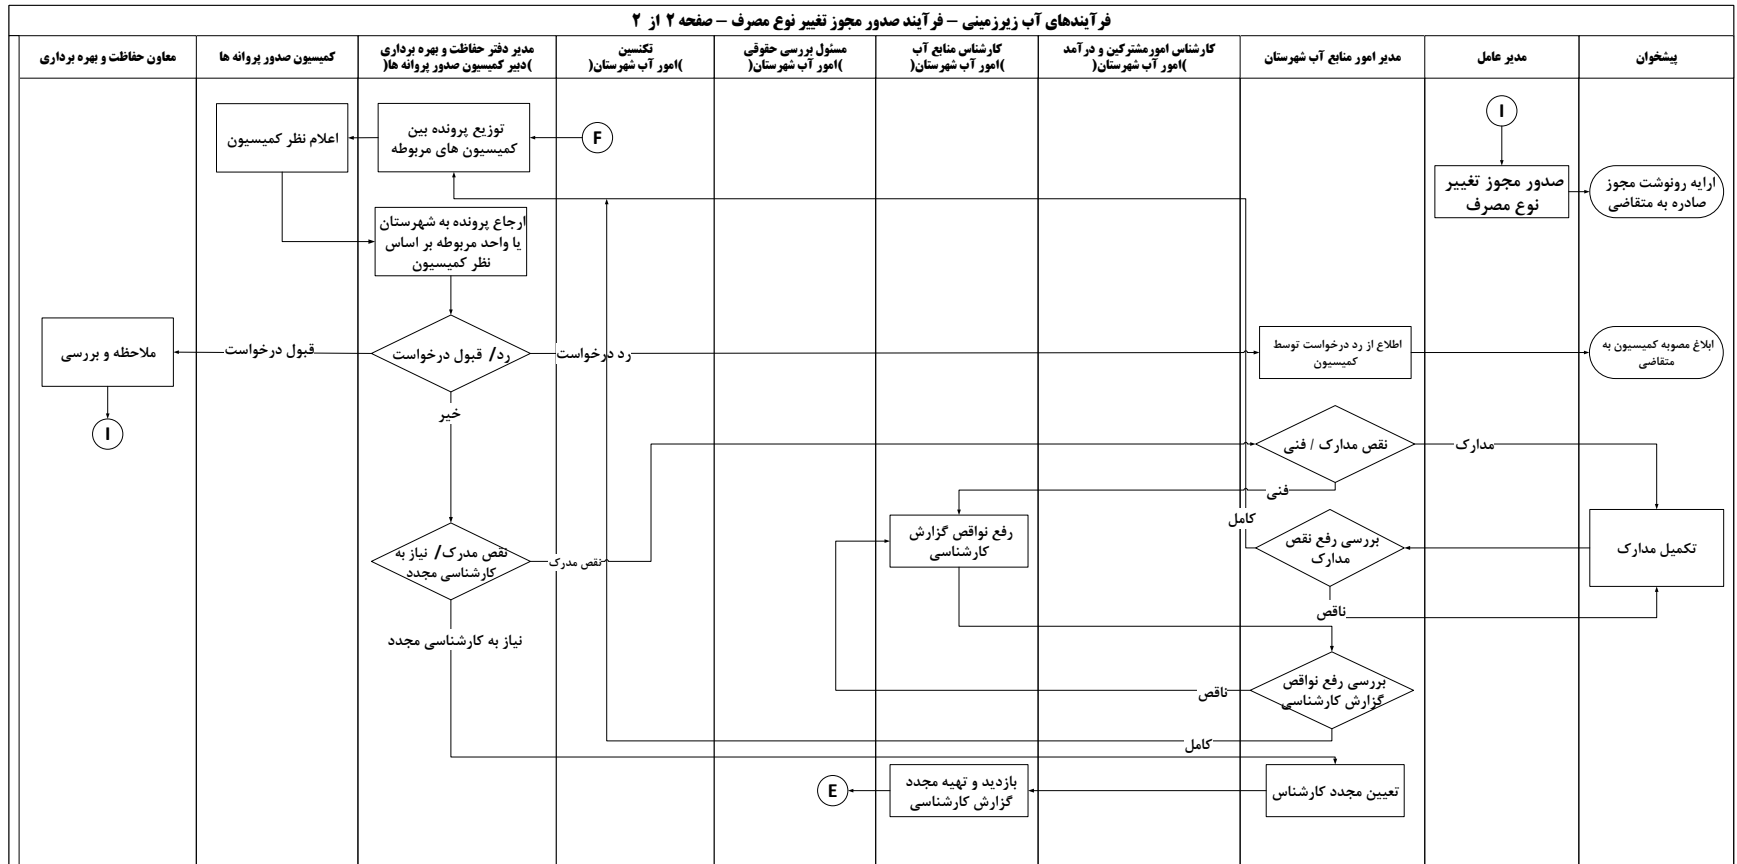 فرآیندهای آب زیرزمینی – فرآیند صدور مجوز تغییر نوع مصرف – صفحه ۲ از ۲
پیشخوان
مدیر عامل
مدیر امور منابع آب شهرستان
کارشناس امورمشترکین و درآمد
)امور آب شهرستان(
کارشناس منابع آب
)امور آب شهرستان(
مسئول بررسی حقوقی
)امور آب شهرستان(
تکنسین
)امور آب شهرستان(
مدیر دفتر حفاظت و بهره برداری
)دبیر کمیسیون صدور پروانه ها(
کمیسیون صدور پروانه ها
معاون حفاظت و بهره برداری
I
F
توزیع پرونده بین
کمیسیون های مربوطه
اعلام نظر کمیسیون
صدور مجوز تغییر
نوع مصرف
ارایه رونوشت مجوز
صادره به متقاضی
ارجاع پرونده به شهرستان
یا واحد مربوطه بر اساس
نظر کمیسیون
رد/ قبول درخواست
قبول درخواست
ملاحظه و بررسی
I
رد درخواست
اطلاع از رد درخواست توسط
کمیسیون
ابلاغ مصوبه کمیسیون به
متقاضی
خیر
نقص مدارک / فنی
مدارک
فنی
کامل
رفع نواقص گزارش
کارشناسی
بررسی رفع نقص
مدارک
تکمیل مدارک
نقص مدرک/ نیاز به
کارشناسی مجدد
نقص مدرک
ناقص
نیاز به کارشناسی مجدد
بررسی رفع نواقص
گزارش کارشناسی
ناقص
کامل
تعیین مجدد کارشناس
بازدید و تهیه مجدد
گزارش کارشناسی
E